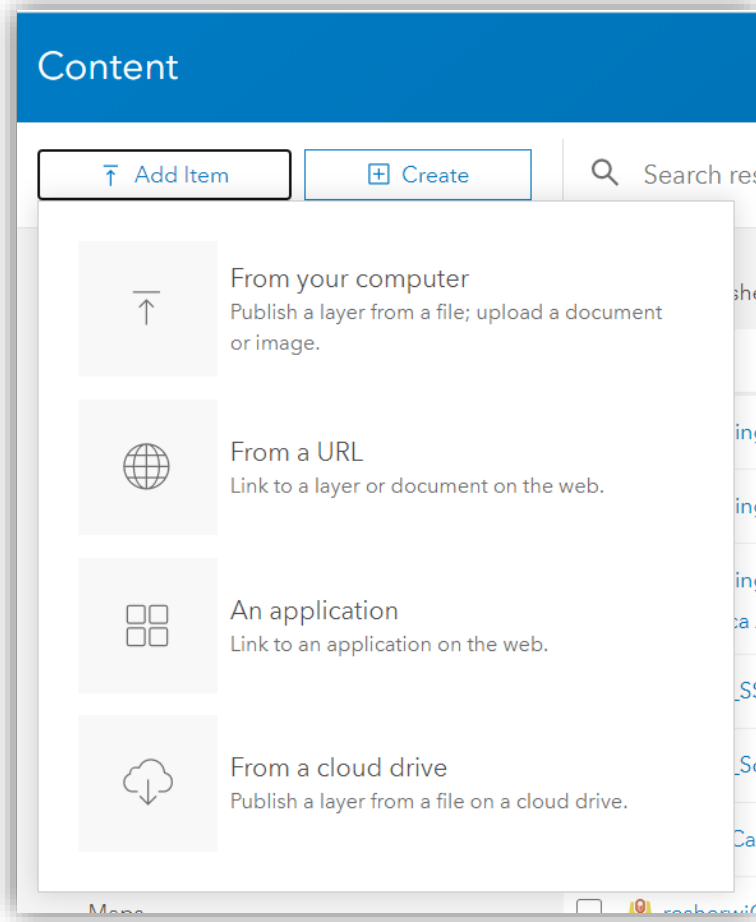 Content
Add Item
Create
Search
From your computer
Publish a layer from a file; upload a document
or image.
From a URL
Link to a layer or document on the web.
An application
Link to an application on the web.
From a cloud drive
Publish a layer from a file on a cloud drive.
Maps